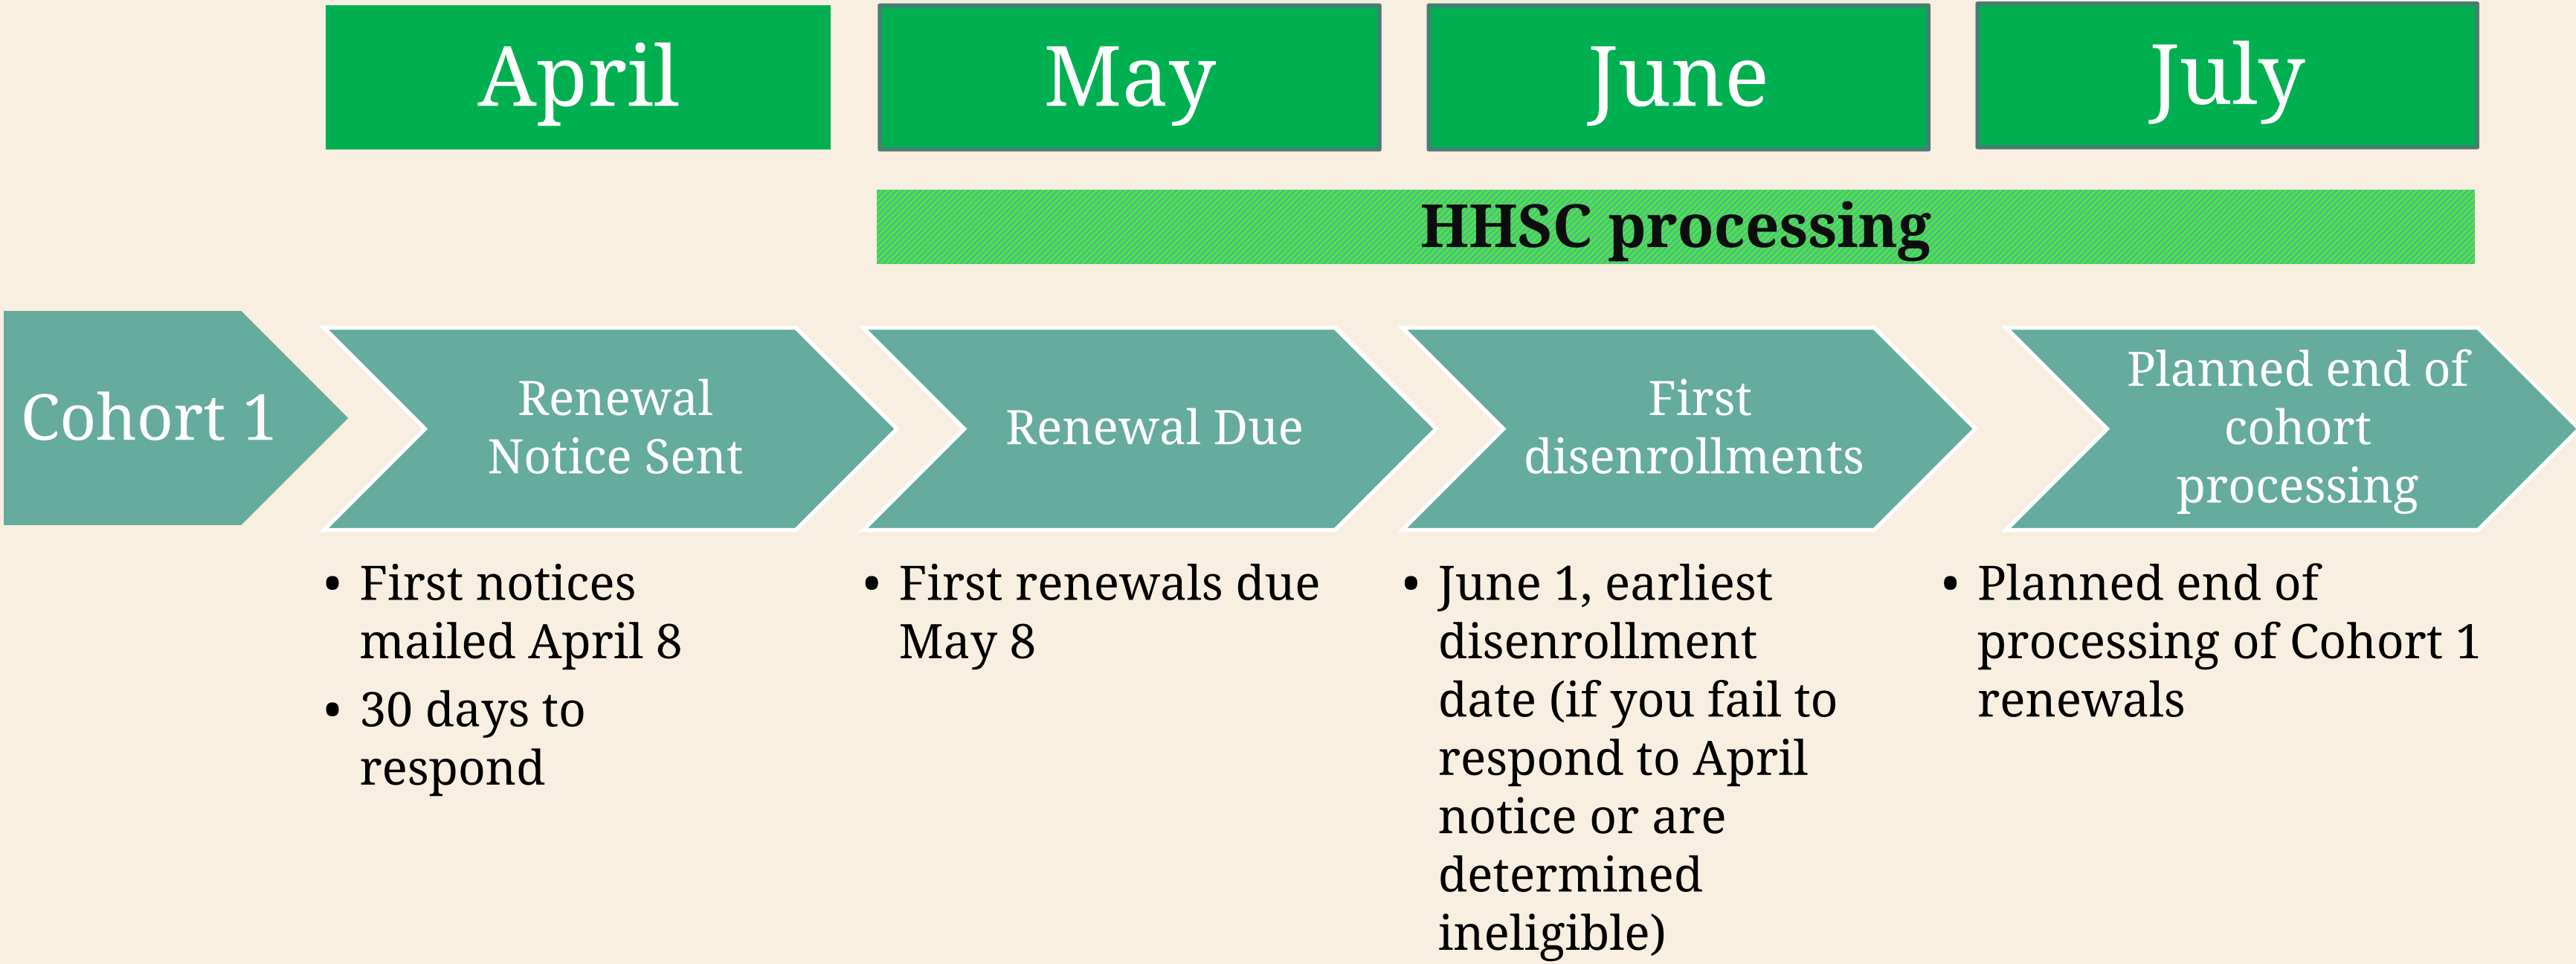 April
May
June
July
HHSC processing
Cohort 1
Renewal
Notice Sent
Renewal Due
First
disenrollments
Planned end of
cohort
processing
• First notices
mailed April 8
• 30 days to
respond
• First renewals due
May 8
• June 1, earliest
disenrollment
date (if you fail to
respond to April
notice or are
determined
ineligible)
• Planned end of
processing of Cohort 1
renewals